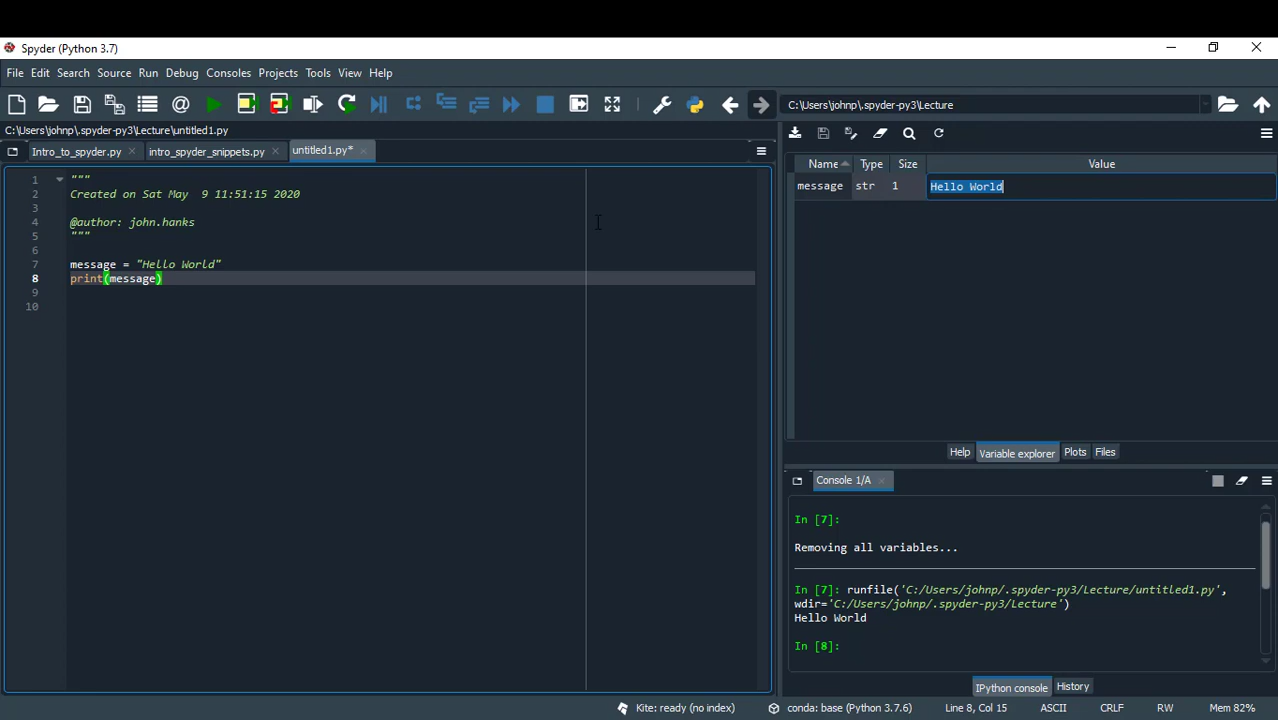 Spyder (Python 3.7)
File Edit Search Source Run Debug Consoles Projects Tools View Help
C:\Users\johnp\.spyder-py3\Lecture
C:\Users\johnp\.spyder-py3\Lecture\untitled1.py
Intro_to_spyder.py intro_spyder_snippets.py untitled1.py*
1 """
2 Created on Sat May  9 11:51:15 2020
3
4 @author: john.hanks
5 """
6
7 message = "Hello World"
8 print(message)
9
10
Name Type Size Value
message str 1 Hello World
Help Variable explorer Plots Files
Console 1/A
In [7]:
Removing all variables...
In [7]: runfile('C:/Users/johnp/.spyder-py3/Lecture/untitled1.py',
wdir='C:/Users/johnp/.spyder-py3/Lecture')
Hello World
In [8]:
IPython console History
Kite: ready (no index) conda: base (Python 3.7.6) Line 8, Col 15 ASCII CRLF RW Mem 82%